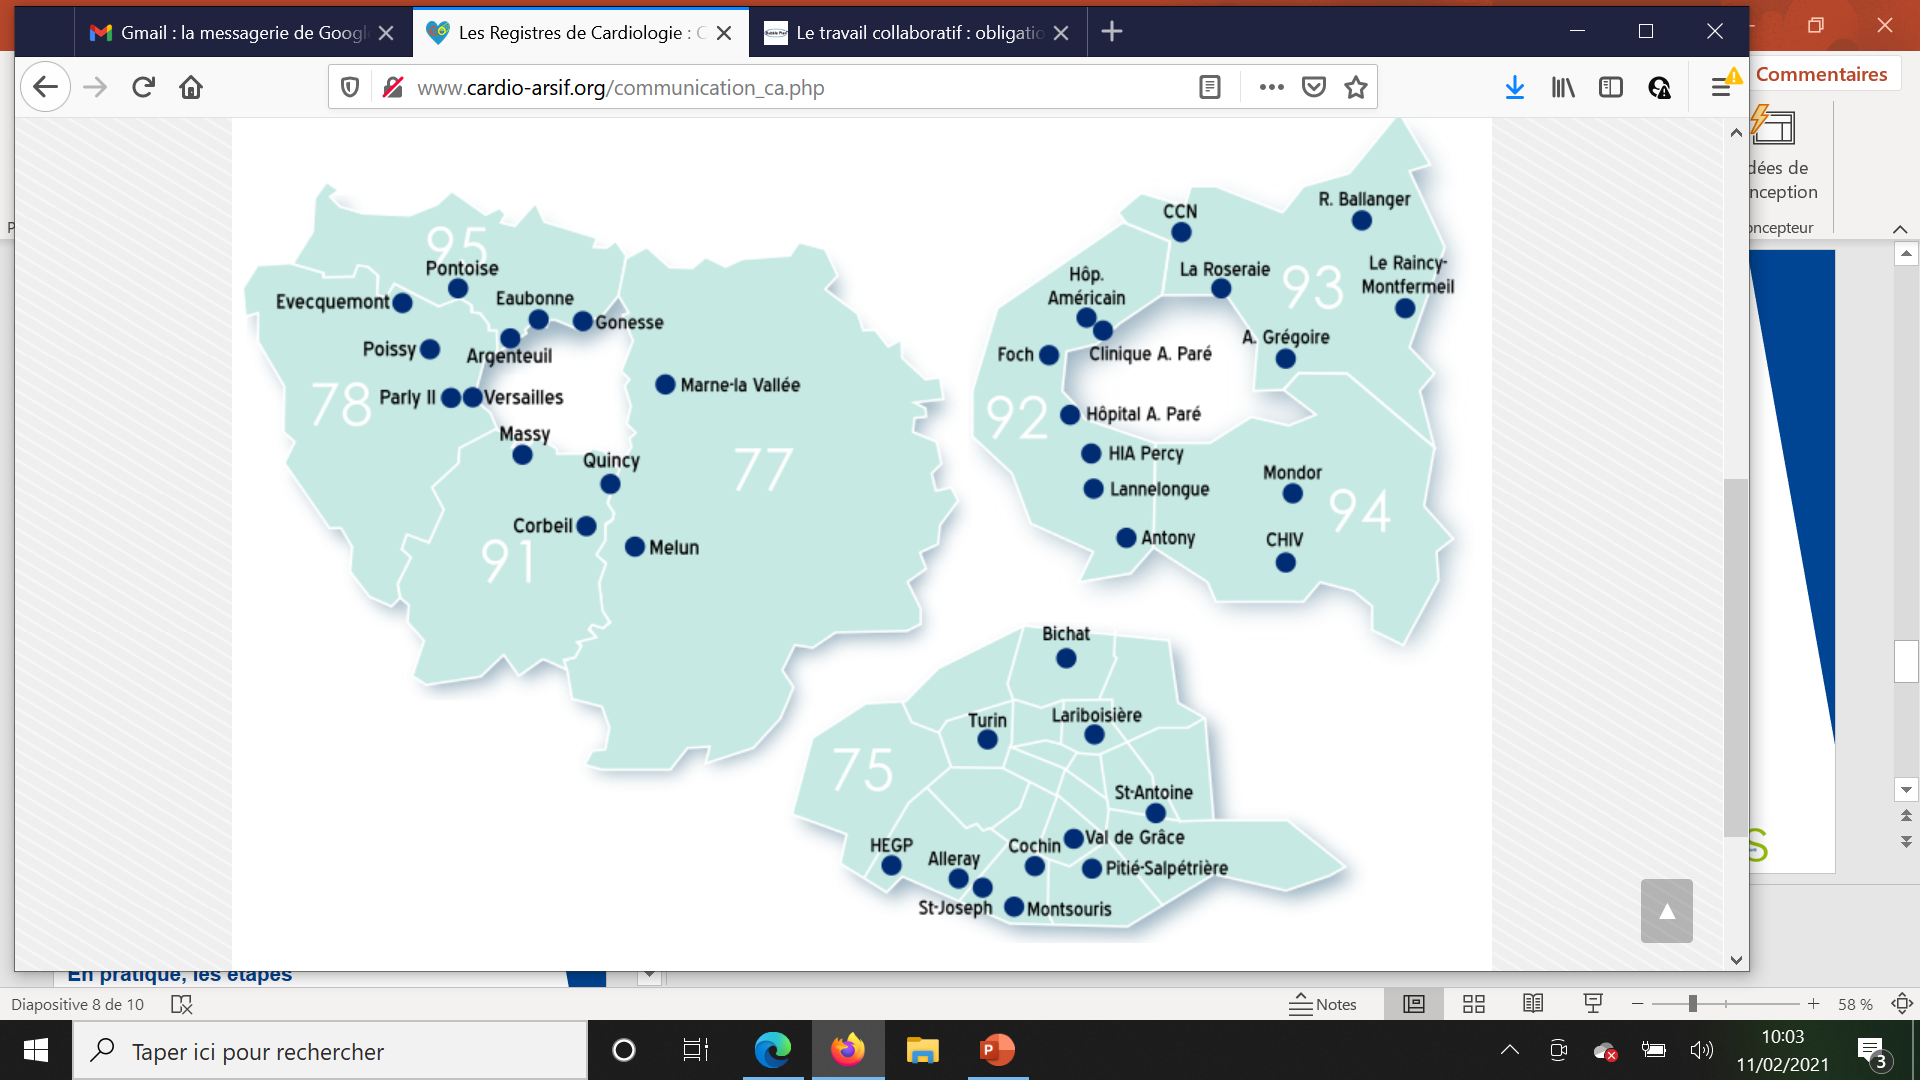 Gmail : la messagerie de Googl
Les Registres de Cardiologie : C
Le travail collaboratif : obligatio
www.cardio-arsif.org/communication_ca.php
Commentaires
dées de
nception
oncepteur
95
Pontoise
Evecquemont
Eaubonne
Gonesse
Poissy
Argenteuil
78
Parly II
Versailles
Marne-la Vallée
Massy
Quincy
77
Corbeil
91
Melun
CCN
R. Ballanger
Hôp.
Américain
La Roseraie
93
Le Raincy-
Montfermeil
Foch
Clinique A. Paré
A. Grégoire
92
Hôpital A. Paré
HIA Percy
Mondor
Lannelongue
94
Antony
CHIV
Bichat
Turin
Lariboisière
75
St-Antoine
HEGP
Alleray
Cochin
Val de Grâce
Pitié-Salpétrière
St-Joseph
Montsouris
En pratique, les étapes
Diapositive 8 de 10
Notes
58 %
Taper ici pour rechercher
10:03
11/02/2021
3